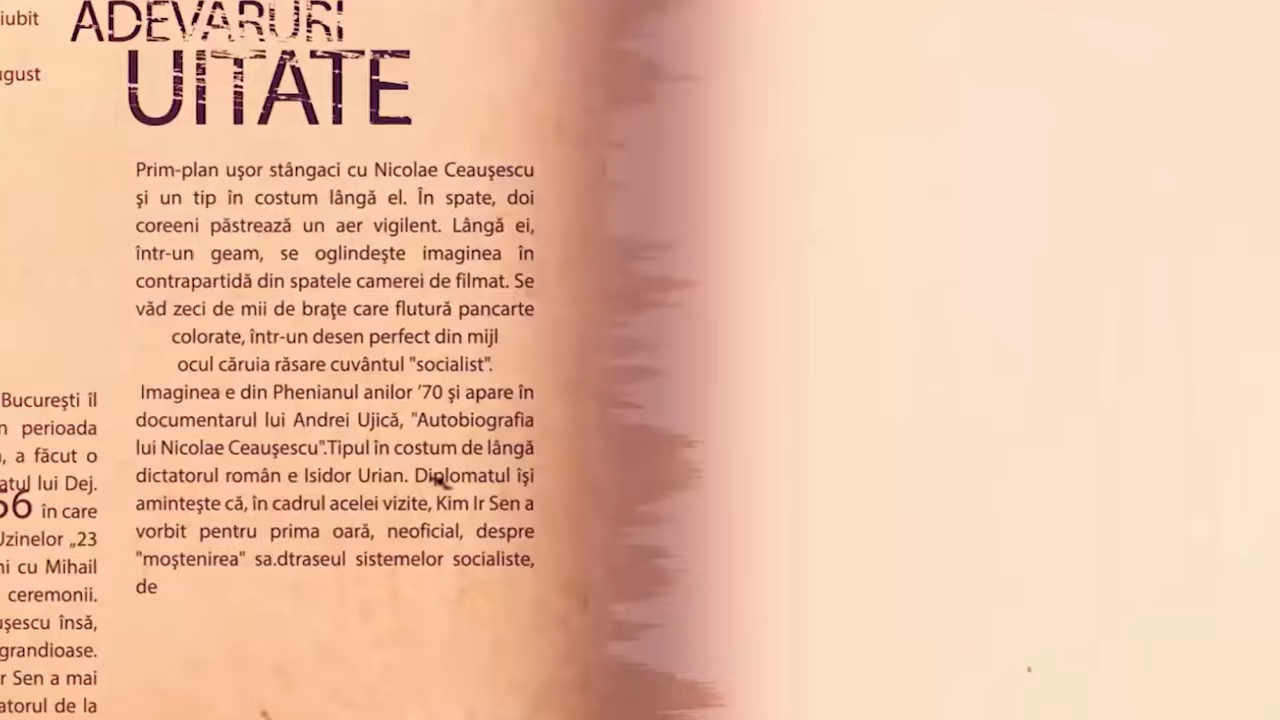 iubit
ugust
București îl
n perioada
, a făcut o
atul lui Dej.
56 în care
Uzinelor „23
ni cu Mihail
ceremonii.
uşescu însă,
grandioase.
r Sen a mai
atorul de la
ADEVĂRURI
UITATE
Prim-plan uşor stângaci cu Nicolae Ceauşescu
şi un tip în costum lângă el. În spate, doi
coreeni păstrează un aer vigilent. Lângă ei,
într-un geam, se oglindeşte imaginea în
contrapartidă din spatele camerei de filmat. Se
văd zeci de mii de braţe care flutură pancarte
colorate, într-un desen perfect din mijl
ocul căruia răsare cuvântul "socialist".
Imaginea e din Phenianul anilor ’70 şi apare în
documentarul lui Andrei Ujică, "Autobiografia
lui Nicolae Ceauşescu".Tipul în costum de lângă
dictatorul român e Isidor Urian. Diplomatul îşi
aminteşte că, în cadrul acelei vizite, Kim Ir Sen a
vorbit pentru prima oară, neoficial, despre
"moştenirea" sa.dtraseul sistemelor socialiste,
de